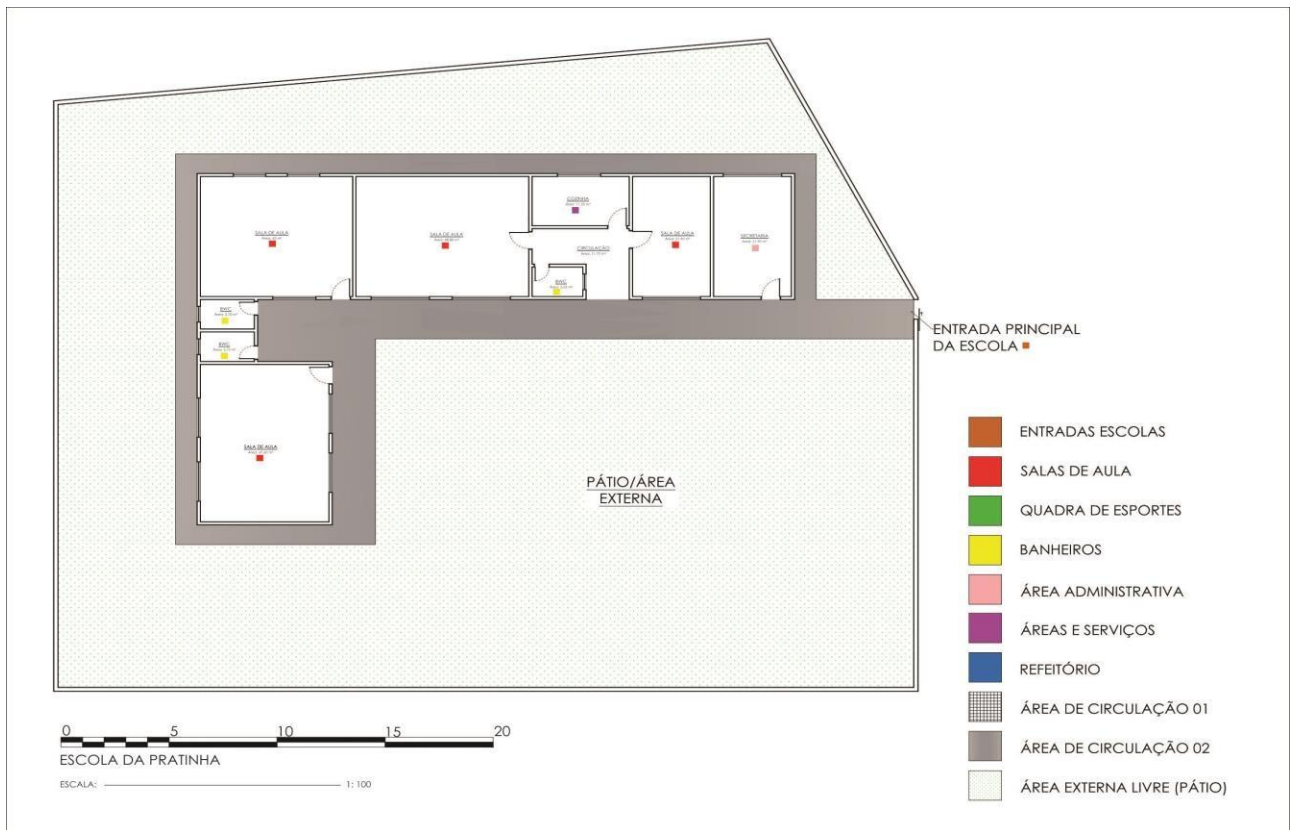 COZINHA
SALA DE AULA
SALA DE AULA
SALA DE AULA
SECRETARIA
CIRCULAÇÃO
BWC
BWC
BWC
ENTRADA PRINCIPAL
DA ESCOLA
SALA DE AULA
PÁTIO/ÁREA
EXTERNA
ENTRADAS ESCOLAS
SALAS DE AULA
QUADRA DE ESPORTES
BANHEIROS
ÁREA ADMINISTRATIVA
ÁREAS E SERVIÇOS
REFEITÓRIO
ÁREA DE CIRCULAÇÃO 01
ÁREA DE CIRCULAÇÃO 02
ÁREA EXTERNA LIVRE (PÁTIO)
0 5 10 15 20
ESCOLA DA PRATINHA
ESCALA: 1: 100